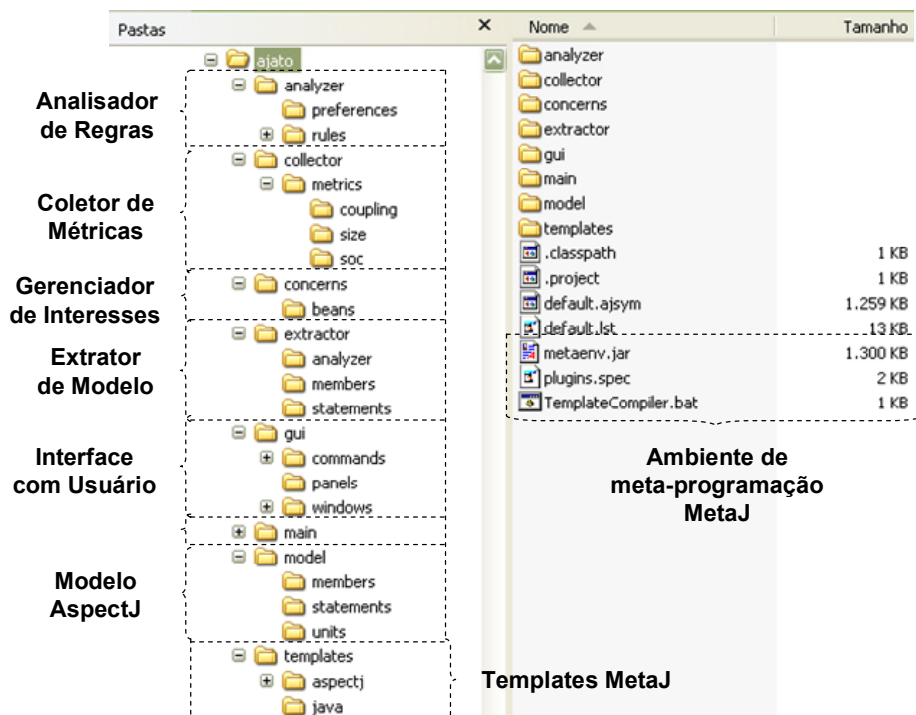 Pastas
Nome
Tamanho
Analisador
de Regras
Coletor de
Métricas
Gerenciador
de Interesses
Extrator
de Modelo
Interface
com Usuário
Modelo
AspectJ
ajato
analyzer
preferences
rules
collector
metrics
coupling
size
soc
concerns
beans
extractor
analyzer
members
statements
gui
commands
panels
windows
main
model
members
statements
units
templates
aspectj
java
Templates MetaJ
analyzer
collector
concerns
extractor
gui
main
model
templates
.classpath 1 KB
.project 1 KB
default.ajsym 1.259 KB
default.lst 13 KB
metaenv.jar 1.300 KB
plugins.spec 2 KB
TemplateCompiler.bat 1 KB
Ambiente de
meta-programação
MetaJ